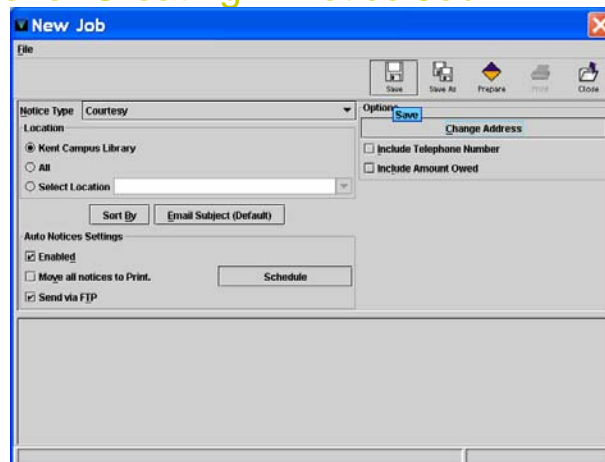 New Job
File
Save Save As Prepare Print Close
Notice Type Courtesy
Options
Save
Location
Change Address
Kent Campus Library
Include Telephone Number
All
Include Amount Owed
Select Location
Sort By Email Subject (Default)
Auto Notices Settings
Enabled
Move all notices to Print. Schedule
Send via FTP